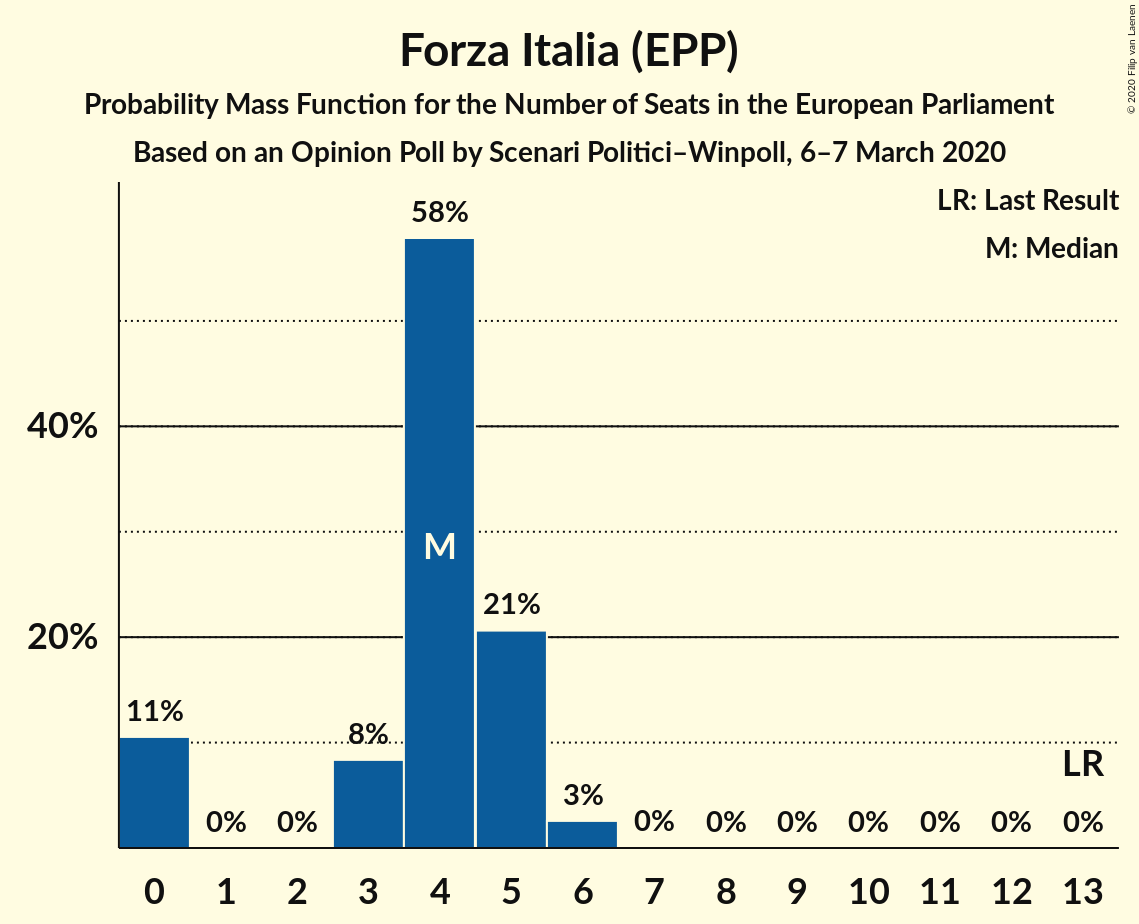 Forza Italia (EPP)
Probability Mass Function for the Number of Seats in the European Parliament
Based on an Opinion Poll by Scenari Politici–Winpoll, 6–7 March 2020
© 2020 Filip van Laenen
LR: Last Result
M: Median
58%
40%
M
21%
20%
11%
8%
LR
3%
0% 0% 0% 0% 0% 0% 0% 0% 0%
0 1 2 3 4 5 6 7 8 9 10 11 12 13